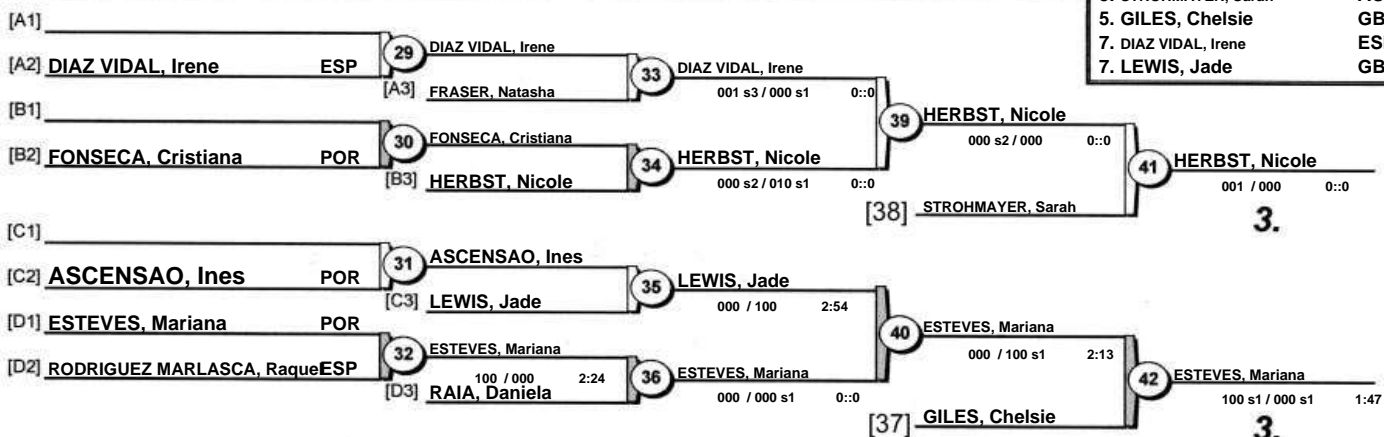 3. STROHMAYER, Sarah
5. GILES, Chelsie GB
7. DIAZ VIDAL, Irene ES
7. LEWIS, Jade GB
[A1]
[A2] DIAZ VIDAL, Irene ESP
29
DIAZ VIDAL, Irene
[A3] FRASER, Natasha
33
DIAZ VIDAL, Irene
001 s3 / 000 s1 0::0
[B1]
[B2] FONSECA, Cristiana POR
30
FONSECA, Cristiana
[B3] HERBST, Nicole
34
HERBST, Nicole
000 s2 / 010 s1 0::0
39
HERBST, Nicole
000 s2 / 000 0::0
[38] STROHMAYER, Sarah
41
HERBST, Nicole
001 / 000 0::0
3.
[C1]
[C2] ASCENSAO, Ines POR
31
ASCENSAO, Ines
[C3] LEWIS, Jade
35
LEWIS, Jade
000 / 100 2:54
[D1] ESTEVES, Mariana POR
[D2] RODRIGUEZ MARLASCA, Raquel ESP
32
ESTEVES, Mariana
100 / 000 2:24
[D3] RAIA, Daniela
36
ESTEVES, Mariana
000 / 000 s1 0::0
40
ESTEVES, Mariana
000 / 100 s1 2:13
[37] GILES, Chelsie
42
ESTEVES, Mariana
100 s1 / 000 s1 1:47
3.